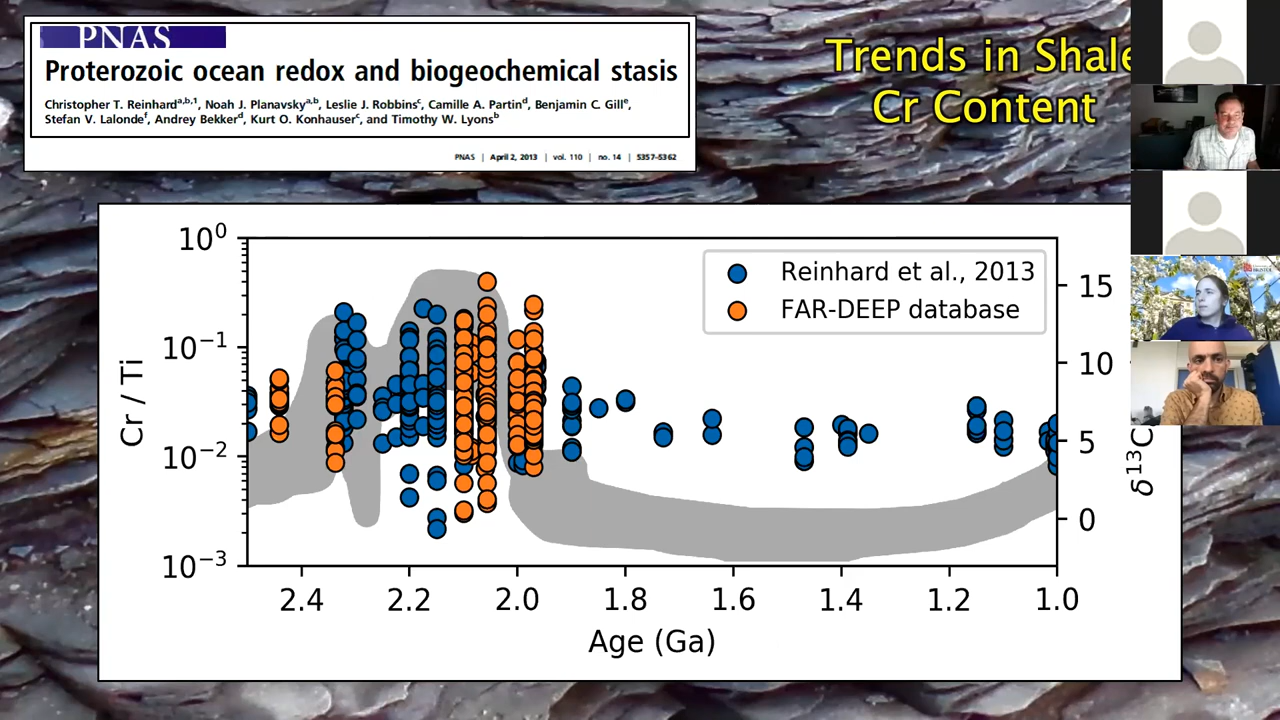 PNAS
Proterozoic ocean redox and biogeochemical stasis
Christopher T. Reinhard^a,b,1, Noah J. Planavsky^a,b, Leslie J. Robbins^c, Camille A. Partin^d, Benjamin C. Gill^e,
Stefan V. Lalonde^f, Andrey Bekker^d, Kurt O. Konhauser^c, and Timothy W. Lyons^b
PNAS | April 2, 2013 | vol. 110 | no. 14 | 5357–5362
Trends in Shale
Cr Content
10^0
10^−1
10^−2
10^−3
Cr / Ti
Reinhard et al., 2013
FAR-DEEP database
15
10
5
0
δ^13C
2.4 2.2 2.0 1.8 1.6 1.4 1.2 1.0
Age (Ga)